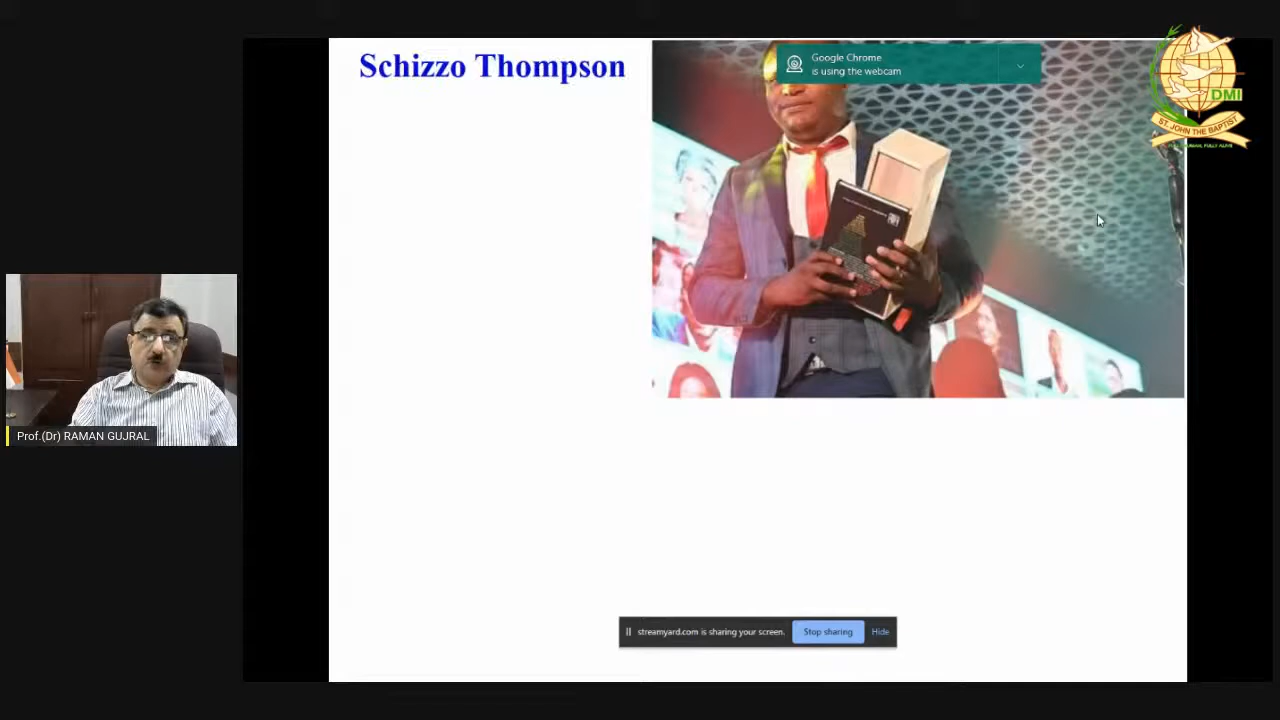 Schizzo Thompson
Google Chrome
is using the webcam
DMI
ST. JOHN THE BAPTIST
Prof.(Dr) RAMAN GUJRAL
streamyard.com is sharing your screen.
Stop sharing
Hide